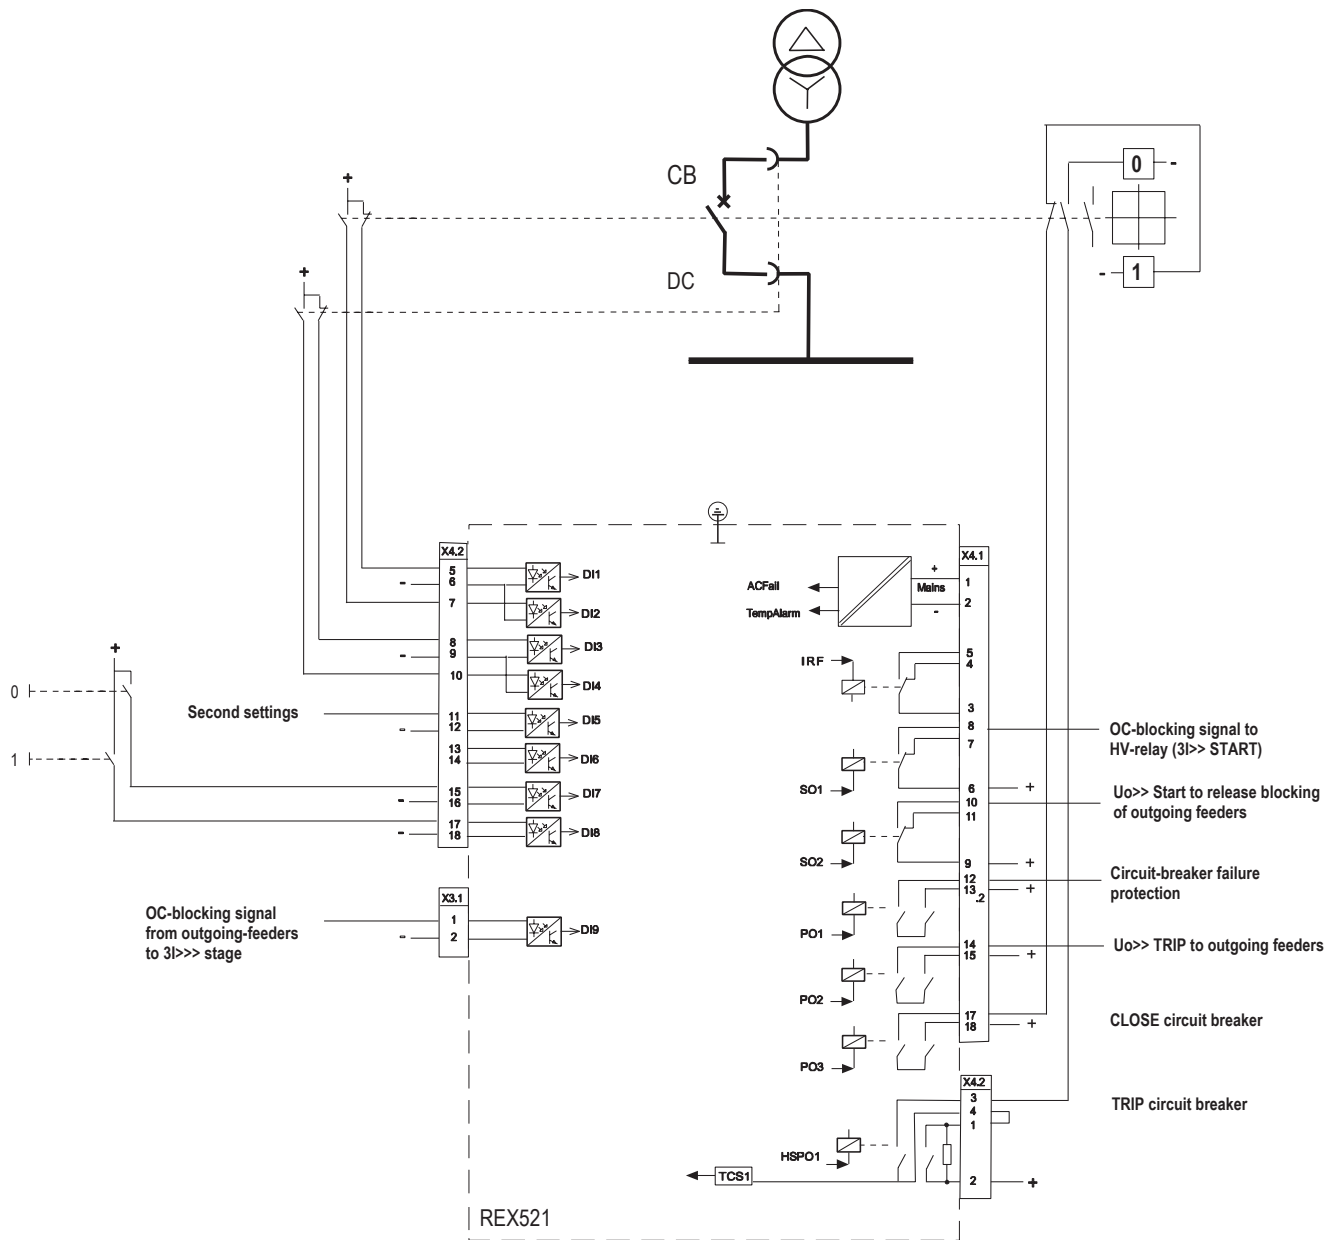 0 -
CB
- 1
DC
+
+
X4.2
5
- 6
7
8
- 9
10
11
- 12
13
14
15
- 16
17
- 18
DI1
DI2
DI3
DI4
DI5
DI6
DI7
DI8
+
0
1
Second settings
X3.1
1
- 2
DI9
OC-blocking signal
from outgoing-feeders
to 3I>>> stage
ACFail
TempAlarm
+
Mains
-
X4.1
1
2
IRF
5
4
3
SO1
8
7
6 +
OC-blocking signal to
HV-relay (3I>> START)
SO2
10
11
9 +
Uo>> Start to release blocking
of outgoing feeders
PO1
12
13 +
.2
Circuit-breaker failure
protection
PO2
14
15 +
Uo>> TRIP to outgoing feeders
PO3
17
18 +
CLOSE circuit breaker
X4.2
3
4
1
2 +
TRIP circuit breaker
HSPO1
TCS1
REX521